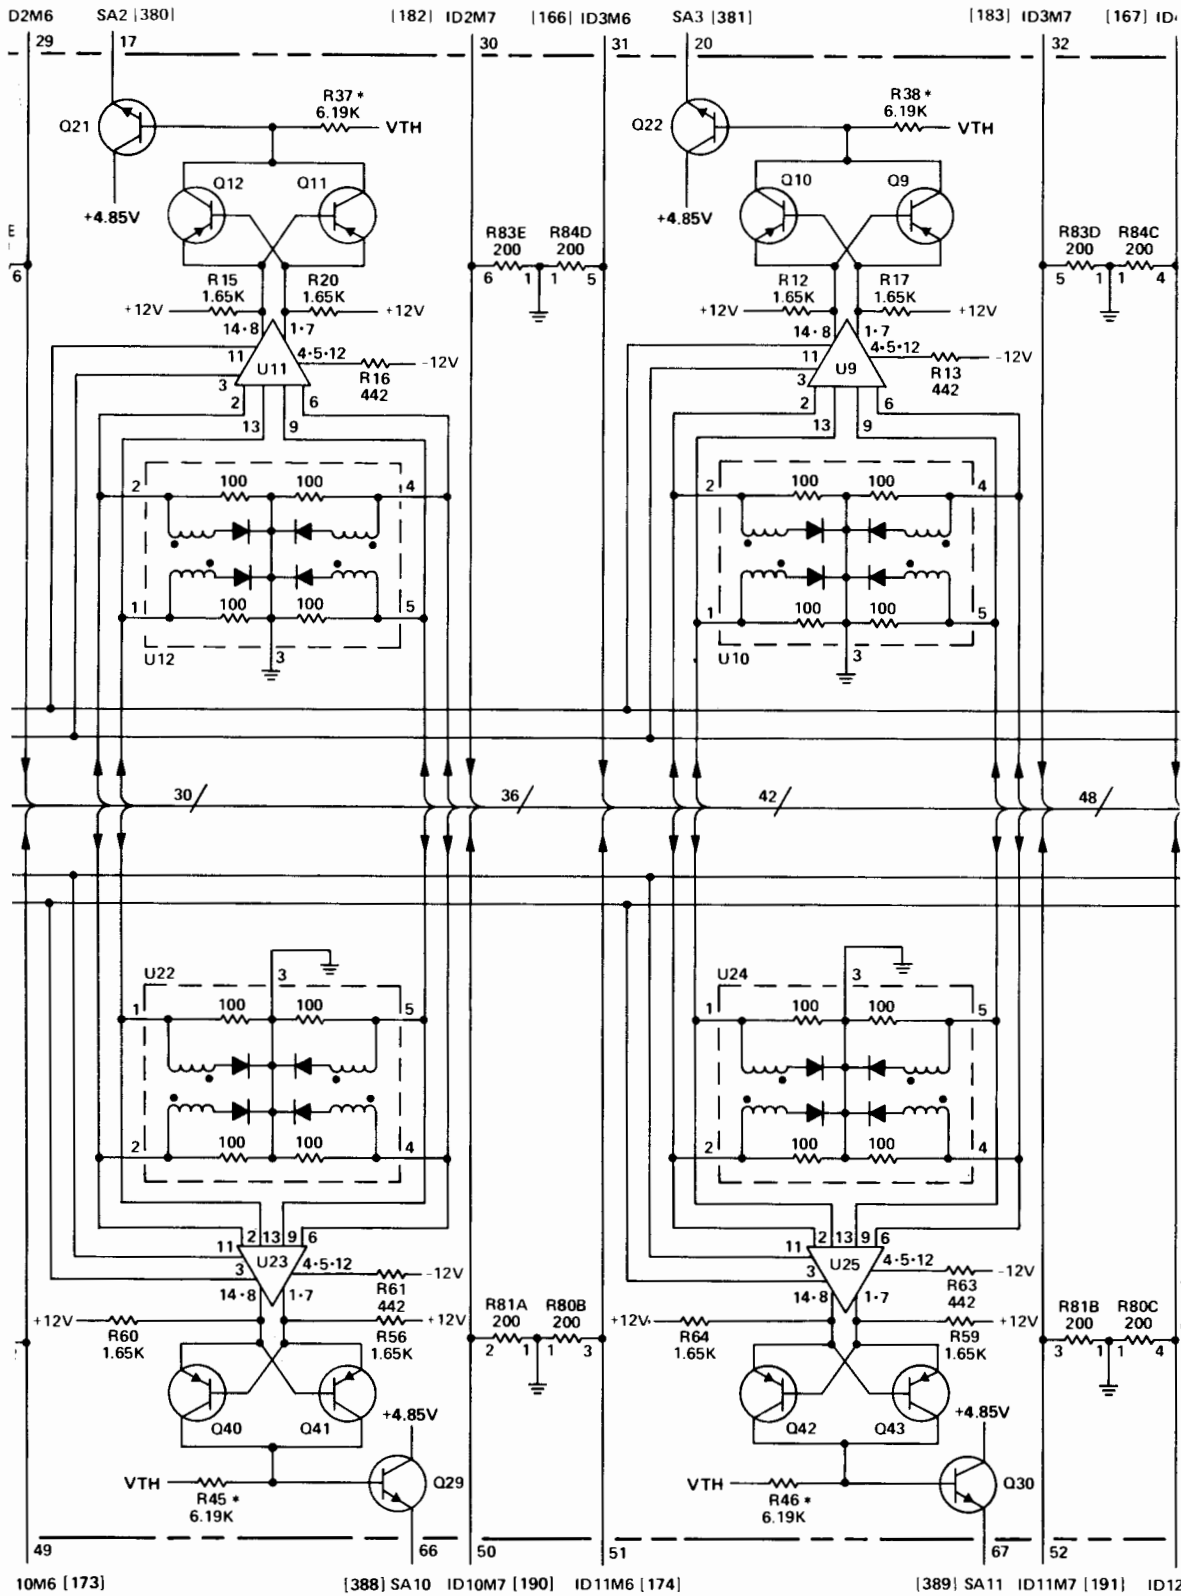 D2M6 SA2 [380] [182] ID2M7 [166] ID3M6 SA3 [381] [183] ID3M7 [167]
29 17 30 31 20 32
R37 * R38 *
6.19K 6.19K
Q21 VTH Q22 VTH
Q12 Q11 Q10 Q9
+4.85V +4.85V
E R83E R84D R83D R84C
200 200 200 200
6 6 1 1 5 5 1 1 4
R15 R20 R12 R17
1.65K 1.65K 1.65K 1.65K
+12V +12V +12V +12V
14·8 1·7 14·8 1·7
11 4·5·12 -12V 11 4·5·12 -12V
U11 U9
3 R16 3 R13
442 442
2 6 2 6
13 9 13 9
2 100 100 4 2 100 100 4
1 100 100 5 1 100 100 5
U12 3 U10 3
30 36 42 48
U22 3 U24 3
1 100 100 5 1 100 100 5
2 100 100 4 2 100 100 4
2 13 9 6 2 13 9 6
11 11
U23 4·5·12 -12V U25 4·5·12 -12V
3 R61 3 R63
14·8 1·7 442 14·8 1·7 442
R81A R80B R81B R80C
+12V +12V 200 200 +12V +12V 200 200
R60 R56 R64 R59
1.65K 1.65K 2 1 1 3 1.65K 1.65K 3 1 1 4
+4.85V +4.85V
Q40 Q41 Q42 Q43
VTH Q29 VTH Q30
R45 * R46 *
6.19K 6.19K
49 66 50 51 67 52
10M6 [173] [388] SA10 ID10M7 [190] ID11M6 [174] [389] SA11 ID11M7 [191] ID12